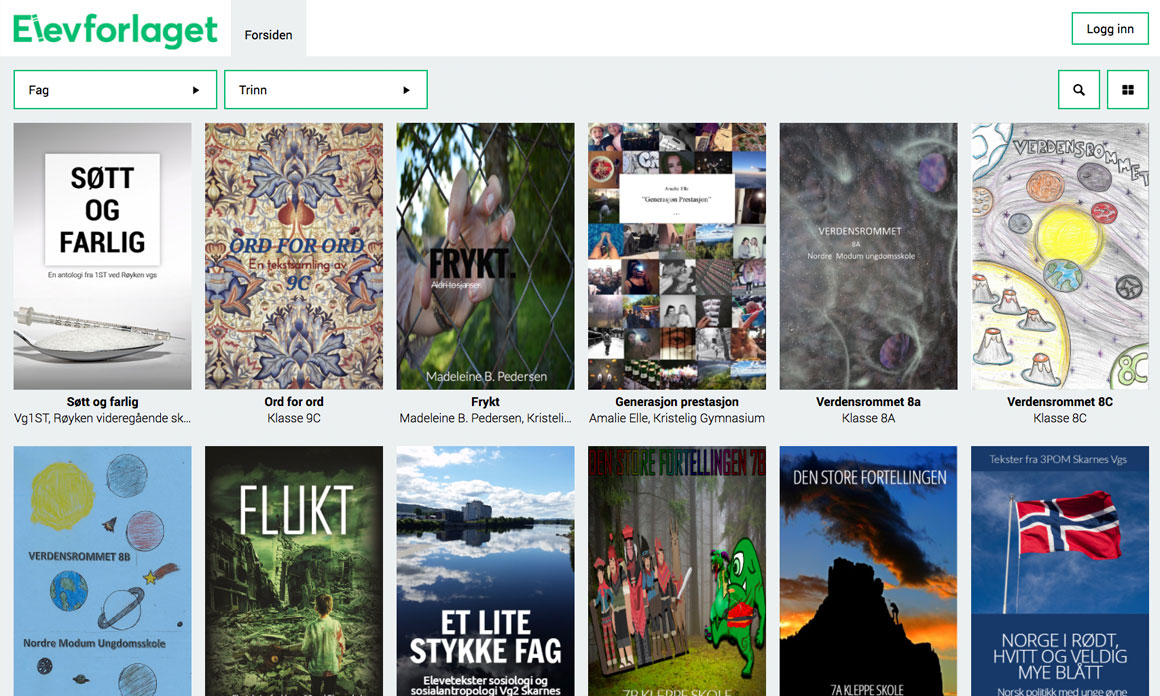 Elevforlaget
Forsiden
Logg inn
Fag
Trinn
SØTT
OG
FARLIG
En antologi fra 1ST ved Røyken vgs
Søtt og farlig
Vg1ST, Røyken videregående sk...
ORD FOR ORD
En tekstsamling av
9C
Ord for ord
Klasse 9C
FRYKT.
Aldri ta sjanser.
Madeleine B. Pedersen
Frykt
Madeleine B. Pedersen, Kristeli...
Amalie Elle
"Generasjon Prestasjon"
Generasjon prestasjon
Amalie Elle, Kristelig Gymnasium
VERDENSROMMET
8A
Nordre Modum ungdomsskole
Verdensrommet 8a
Klasse 8A
VERDENSROMMET
8C
Verdensrommet 8C
Klasse 8C
VERDENSROMMET 8B
Nordre Modum Ungdomsskole
FLUKT
ET LITE
STYKKE FAG
Elevetekster sosiologi og
sosialantropologi Vg2 Skarnes
DEN STORE FORTELLINGEN 7B
7B KLEPPE SKOLE
DEN STORE FORTELLINGEN
7A KLEPPE SKOLE
Tekster fra 3POM Skarnes Vgs
NORGE I RØDT,
HVITT OG VELDIG
MYE BLÅTT
Norsk politikk med unge øyne